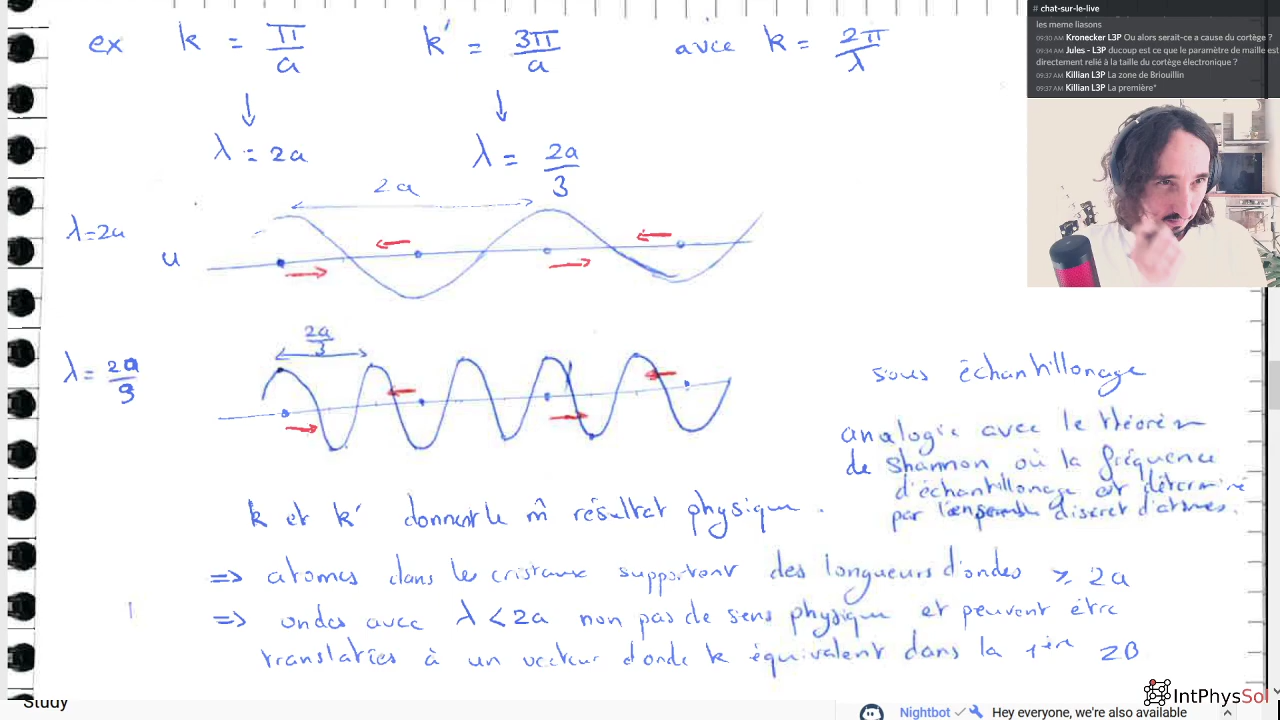 ex k = π/a k' = 3π/a avec k = 2π/λ
λ = 2a λ = 2a/3
2a
λ=2a
u
2a/3
λ = 2a/3
sous échantillonage
analogie avec le théorèm
de Shannon où la fréquence
d'échantillonage est déterminé
par l'ensemble discret d'atomes.
k et k' donnent le m̂ résultat physique.
=> atomes dans les cristaux supportent des longueurs d'ondes ≥ 2a
=> ondes avec λ < 2a non pas de sens physique et peuvent être
translatées à un vecteur d'onde k équivalent dans la 1ère ZB
# chat-sur-le-live
les meme liasons
09:30 AM Kronecker L3P Ou alors serait-ce a cause du cortège ?
09:34 AM Jules - L3P ducoup est ce que le paramètre de maille est
directement relié à la taille du cortège électronique ?
09:37 AM Killian L3P La zone de Briouillin
09:37 AM Killian L3P La première*
IntPhysSol
Study
Nightbot Hey everyone, we're also available